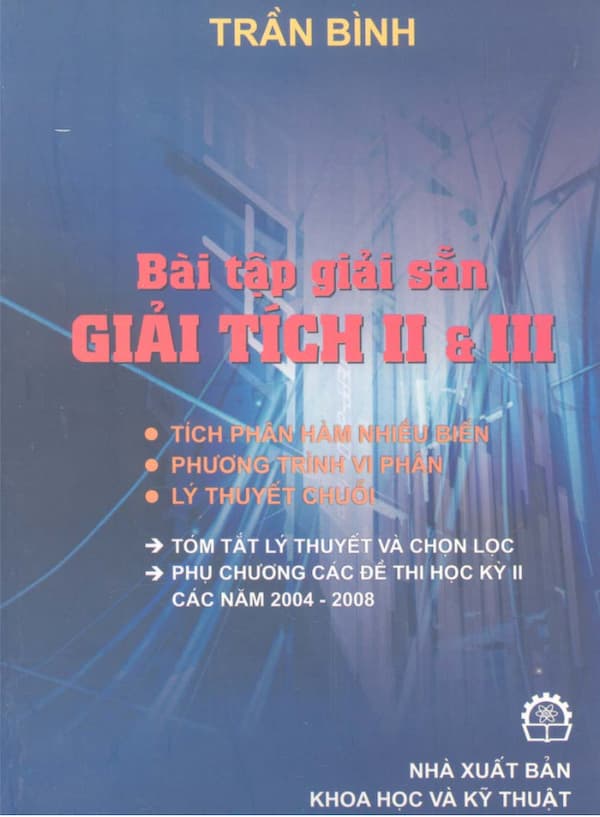 TRẦN BÌNH
Bài tập giải sẵn
GIẢI TÍCH II & III
● TÍCH PHÂN HÀM NHIỀU BIẾN
● PHƯƠNG TRÌNH VI PHÂN
● LÝ THUYẾT CHUỖI
→ TÓM TẮT LÝ THUYẾT VÀ CHỌN LỌC
→ PHỤ CHƯƠNG CÁC ĐỀ THI HỌC KỲ II
CÁC NĂM 2004 - 2008
NHÀ XUẤT BẢN
KHOA HỌC VÀ KỸ THUẬT